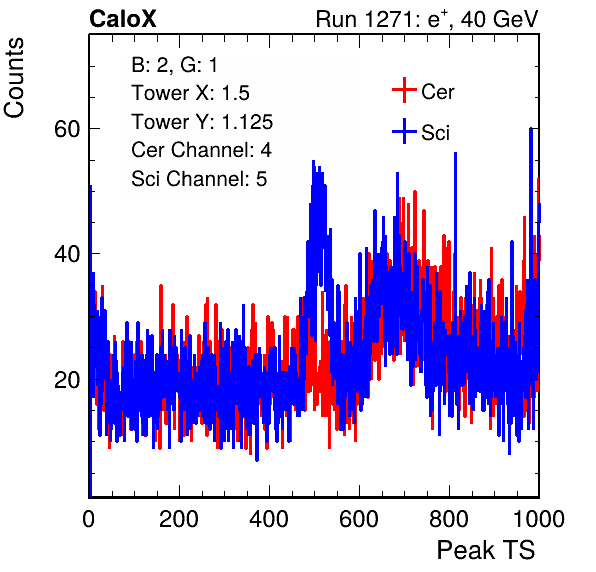 CaloX Run 1271: e⁺, 40 GeV
Counts
B: 2, G: 1
Tower X: 1.5
Tower Y: 1.125
Cer Channel: 4
Sci Channel: 5
Cer
Sci
60
40
20
0 200 400 600 800 1000
Peak TS